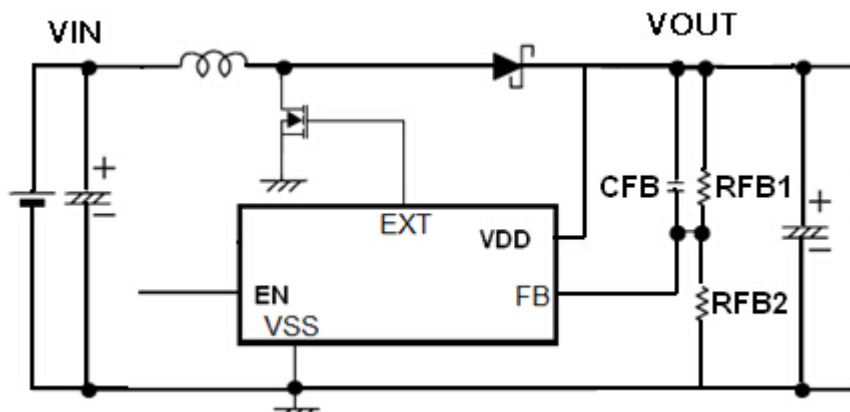 VIN
VOUT
+
-
CFB
RFB1
+
-
EXT
VDD
EN
FB
VSS
RFB2